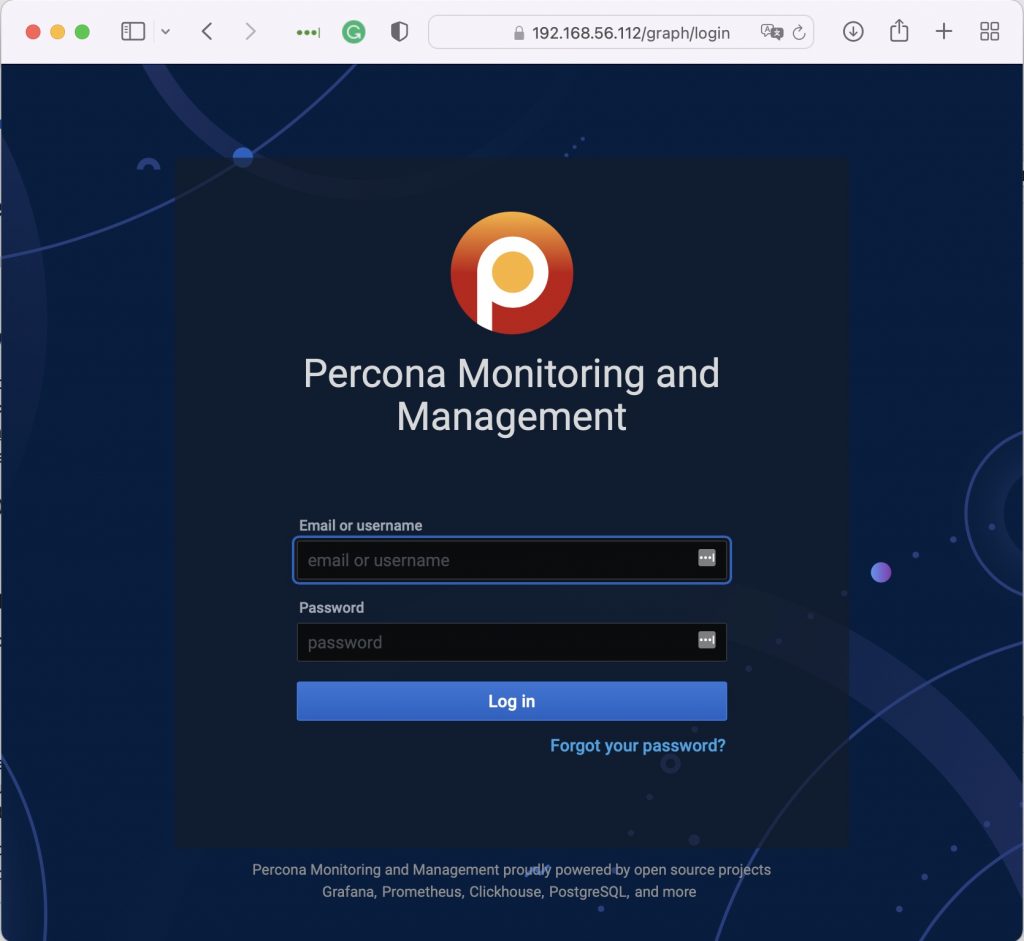 192.168.56.112/graph/login
Percona Monitoring and
Management
Email or username
email or username
Password
password
Log in
Forgot your password?
Percona Monitoring and Management proudly powered by open source projects
Grafana, Prometheus, Clickhouse, PostgreSQL, and more